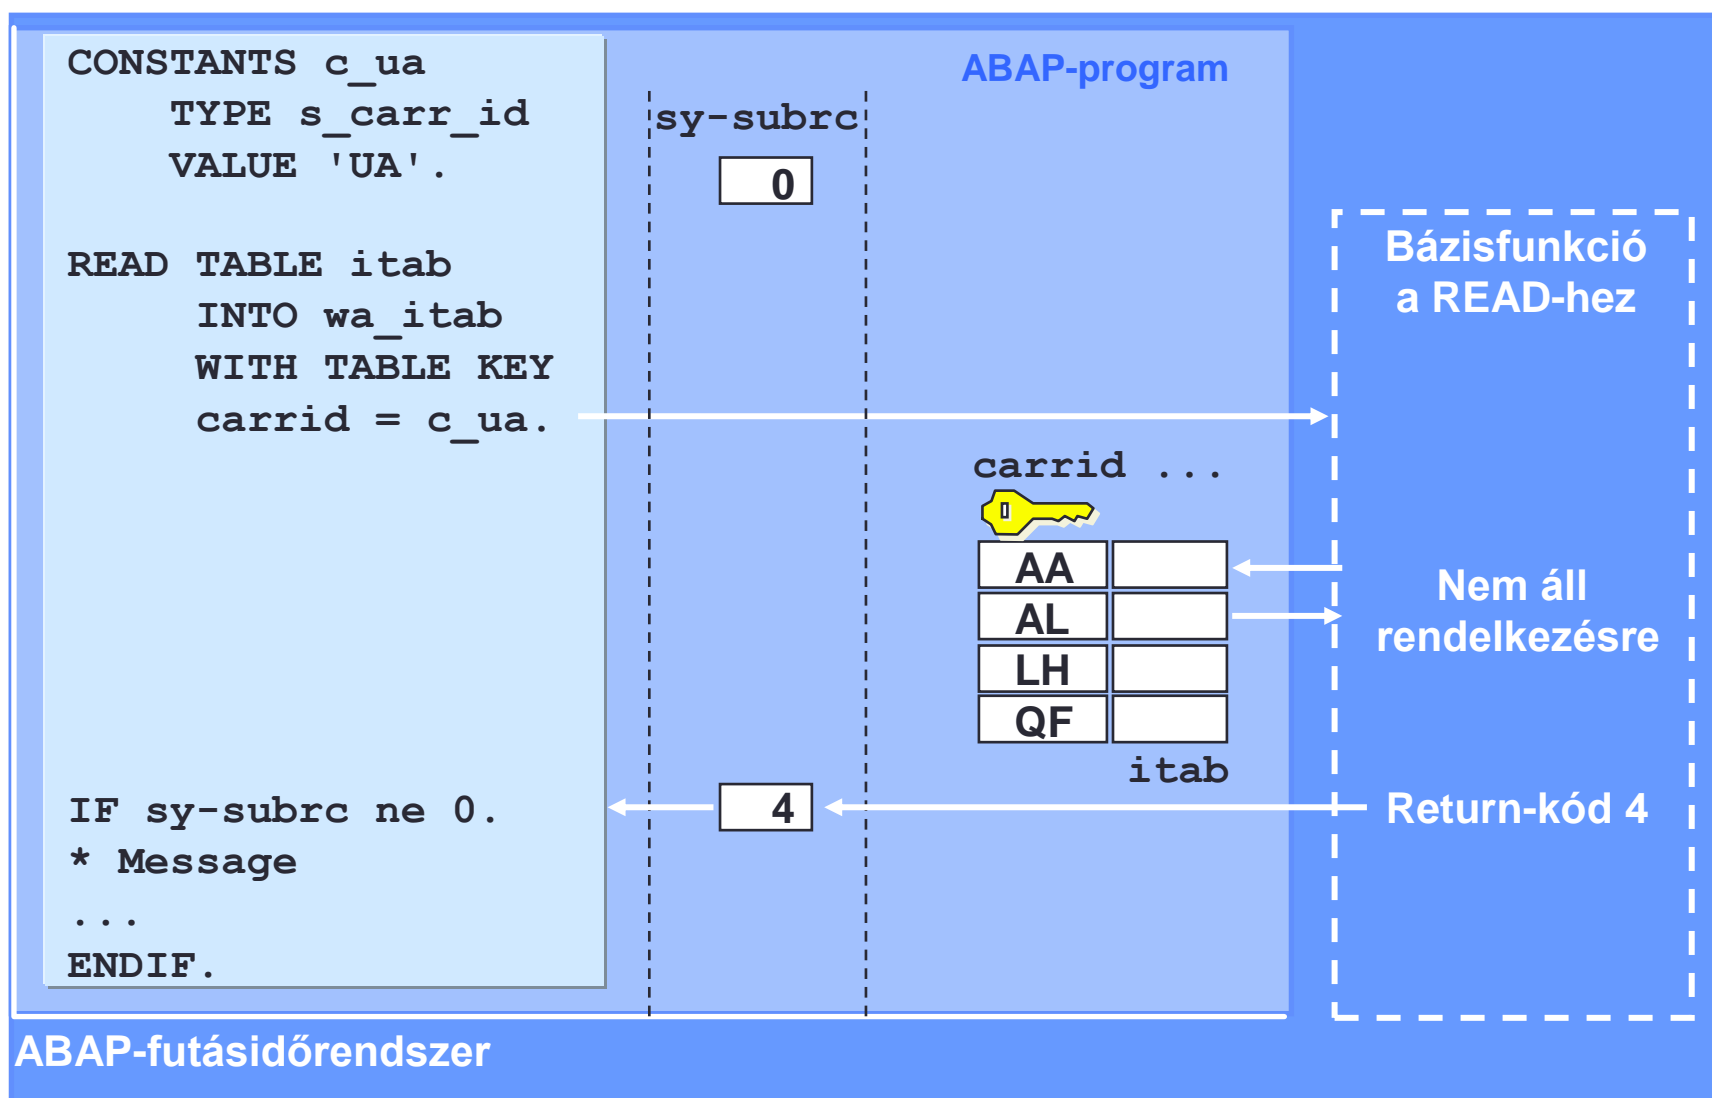 CONSTANTS c_ua
TYPE s_carr_id
VALUE 'UA'.
READ TABLE itab
INTO wa_itab
WITH TABLE KEY
carrid = c_ua.
IF sy-subrc ne 0.
* Message
...
ENDIF.
sy-subrc
0
4
ABAP-program
carrid ...
AA
AL
LH
QF
itab
Bázisfunkció
a READ-hez
Nem áll
rendelkezésre
Return-kód 4
ABAP-futásidőrendszer